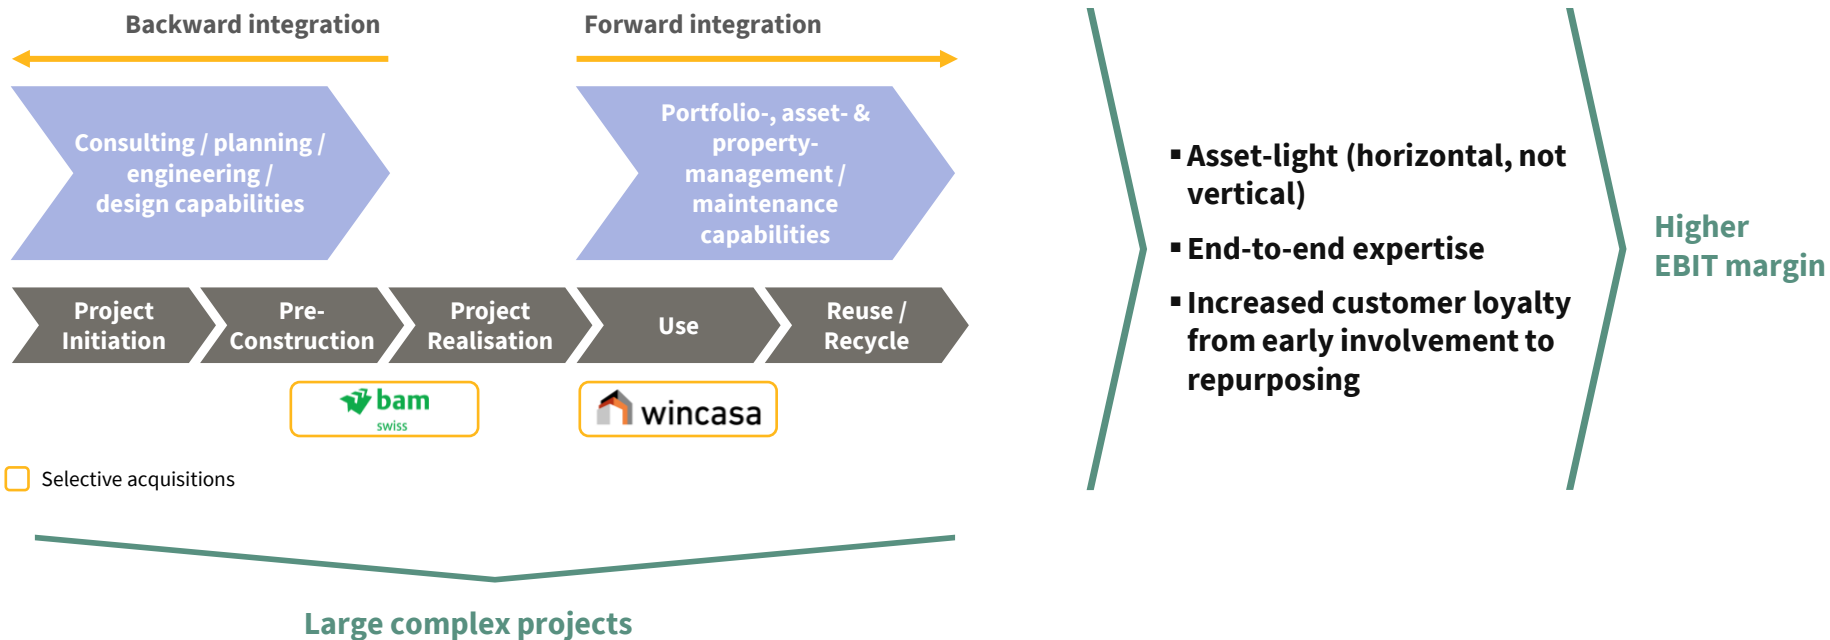 Backward integration
Forward integration
Consulting / planning /
engineering /
design capabilities
Portfolio-, asset- &
property-
management /
maintenance
capabilities
Project
Initiation
Pre-
Construction
Project
Realisation
Use
Reuse /
Recycle
bam
swiss
wincasa
Selective acquisitions
Large complex projects
▪ Asset-light (horizontal, not
vertical)
▪ End-to-end expertise
▪ Increased customer loyalty
from early involvement to
repurposing
Higher
EBIT margin